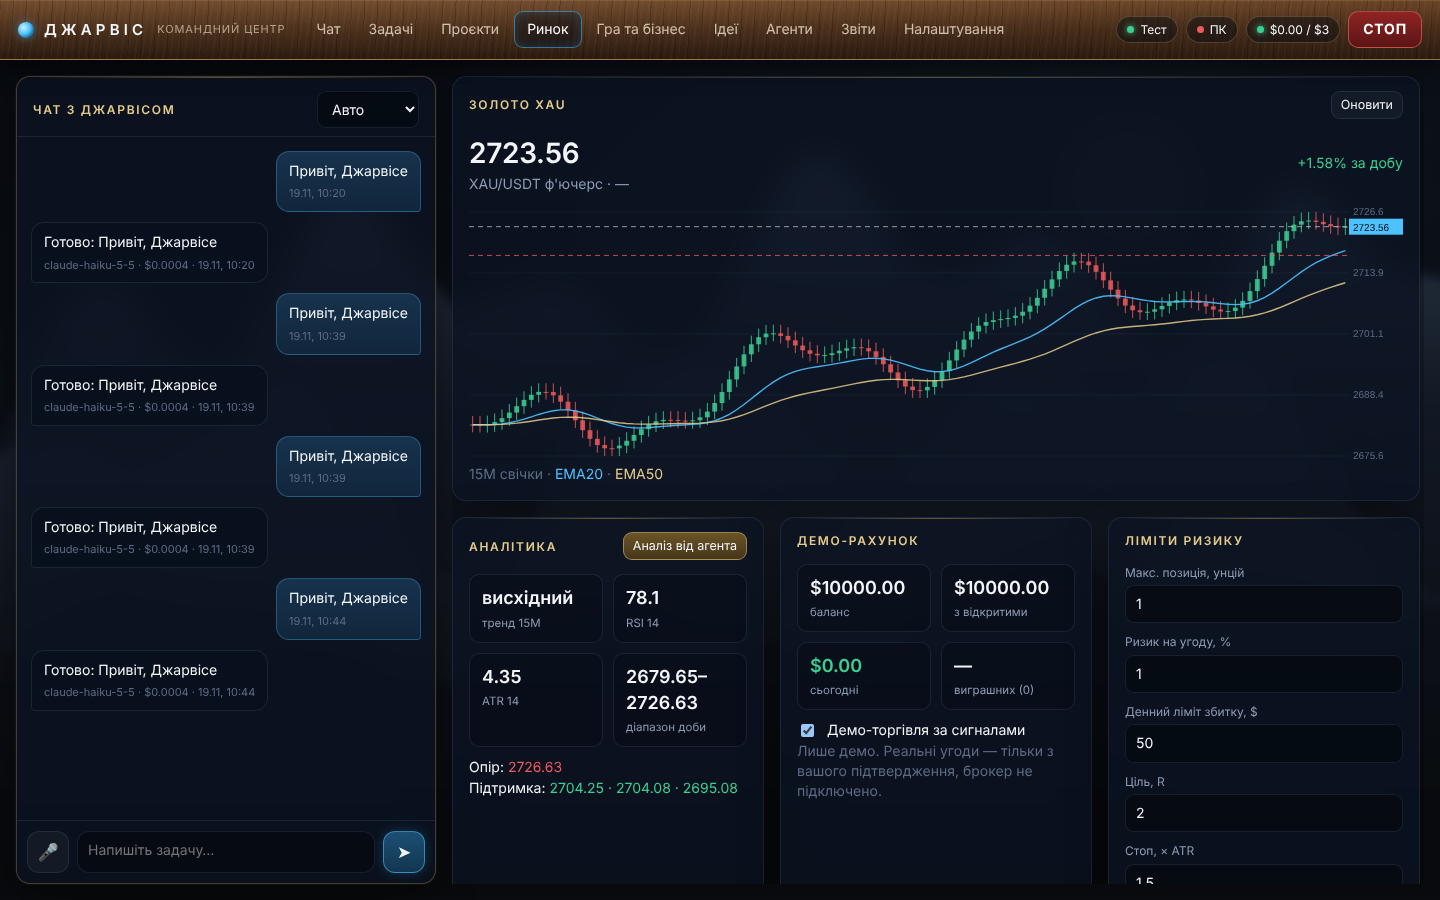 ДЖАРВІС КОМАНДНИЙ ЦЕНТР Чат Задачі Проєкти Ринок Гра та бізнес Ідеї Агенти Звіти Налаштування Тест ПК $0.00 / $3 СТОП
ЧАТ З ДЖАРВІСОМ Авто
Привіт, Джарвісе
19.11, 10:20
Готово: Привіт, Джарвісе
claude-haiku-5-5 · $0.0004 · 19.11, 10:20
Привіт, Джарвісе
19.11, 10:39
Готово: Привіт, Джарвісе
claude-haiku-5-5 · $0.0004 · 19.11, 10:39
Привіт, Джарвісе
19.11, 10:39
Готово: Привіт, Джарвісе
claude-haiku-5-5 · $0.0004 · 19.11, 10:39
Привіт, Джарвісе
19.11, 10:44
Готово: Привіт, Джарвісе
claude-haiku-5-5 · $0.0004 · 19.11, 10:44
Напишіть задачу...
ЗОЛОТО XAU Оновити
2723.56
+1.58% за добу
XAU/USDT ф'ючерс · —
2726.6
2723.56
2713.9
2701.1
2688.4
2675.6
15М свічки · EMA20 · EMA50
АНАЛІТИКА Аналіз від агента
висхідний
тренд 15М
78.1
RSI 14
4.35
ATR 14
2679.65–
2726.63
діапазон доби
Опір: 2726.63
Підтримка: 2704.25 · 2704.08 · 2695.08
ДЕМО-РАХУНОК
$10000.00
баланс
$10000.00
з відкритими
$0.00
сьогодні
—
виграшних (0)
Демо-торгівля за сигналами
Лише демо. Реальні угоди — тільки з
вашого підтвердження, брокер не
підключено.
ЛІМІТИ РИЗИКУ
Макс. позиція, унцій
1
Ризик на угоду, %
1
Денний ліміт збитку, $
50
Ціль, R
2
Стоп, × ATR
1.5